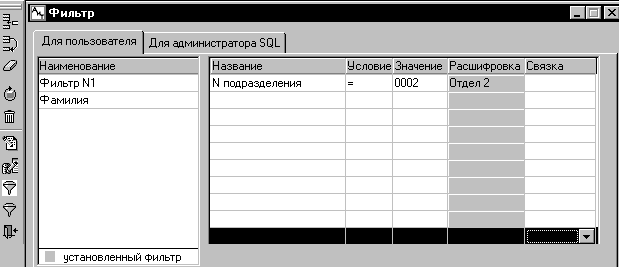 Фильтр
Для пользователя Для администратора SQL
Наименование Название Условие Значение Расшифровка Связка
Фильтр N1 N подразделения = 0002 Отдел 2
Фамилия
установленный фильтр